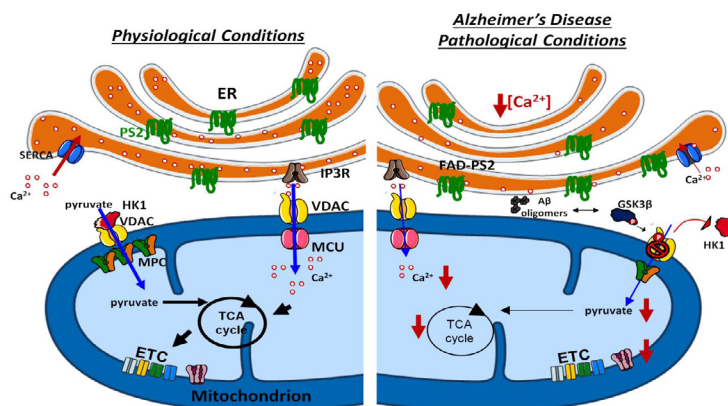 Physiological Conditions
ER
PS2
SERCA
Ca²⁺
IP3R
pyruvate
HK1
VDAC
VDAC
MCU
MPC
Ca²⁺
pyruvate
TCA
cycle
ETC
Mitochondrion
Alzheimer's Disease
Pathological Conditions
[Ca²⁺]
FAD-PS2
Ca²⁺
Aβ
oligomers
GSK3β
HK1
Ca²⁺
pyruvate
TCA
cycle
ETC